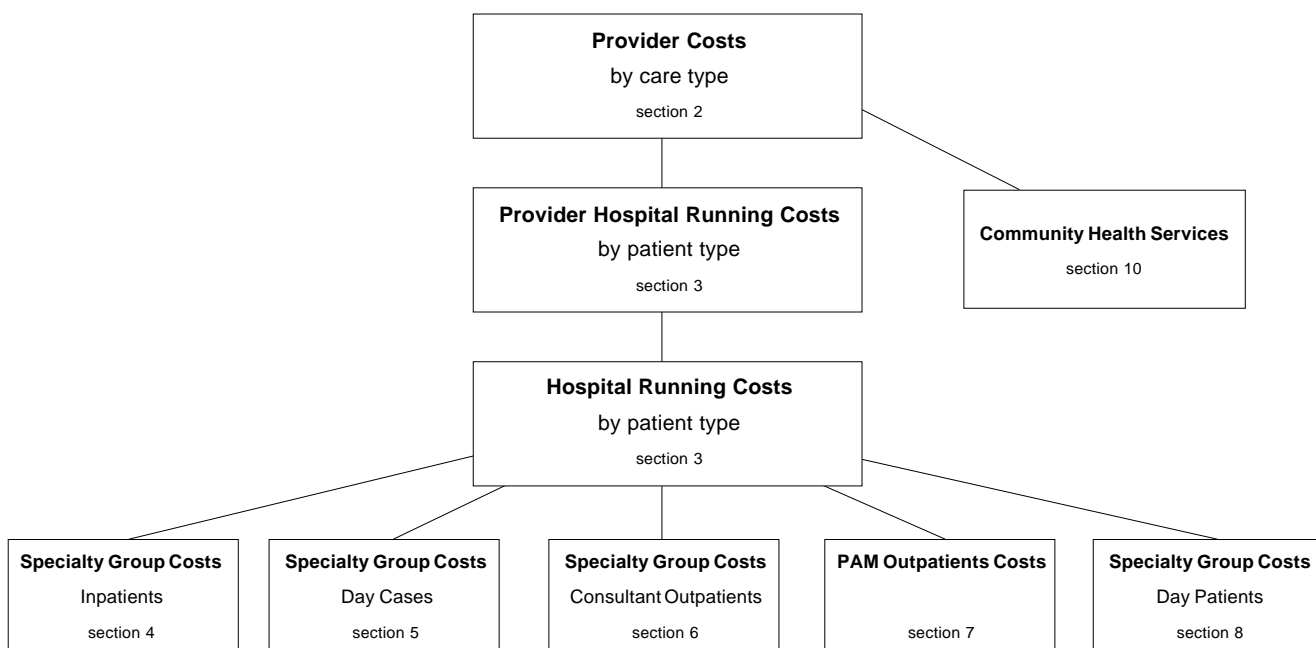 Provider Costs
by care type
section 2
Provider Hospital Running Costs
by patient type
section 3
Community Health Services
section 10
Hospital Running Costs
by patient type
section 3
Specialty Group Costs
Inpatients
section 4
Specialty Group Costs
Day Cases
section 5
Specialty Group Costs
Consultant Outpatients
section 6
PAM Outpatients Costs
section 7
Specialty Group Costs
Day Patients
section 8